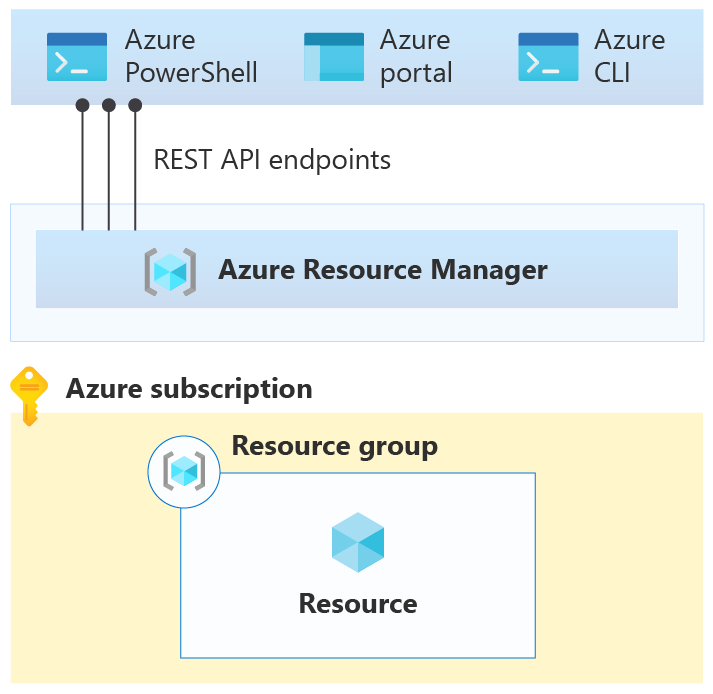 Azure
PowerShell
Azure
portal
Azure
CLI
REST API endpoints
Azure Resource Manager
Azure subscription
Resource group
Resource